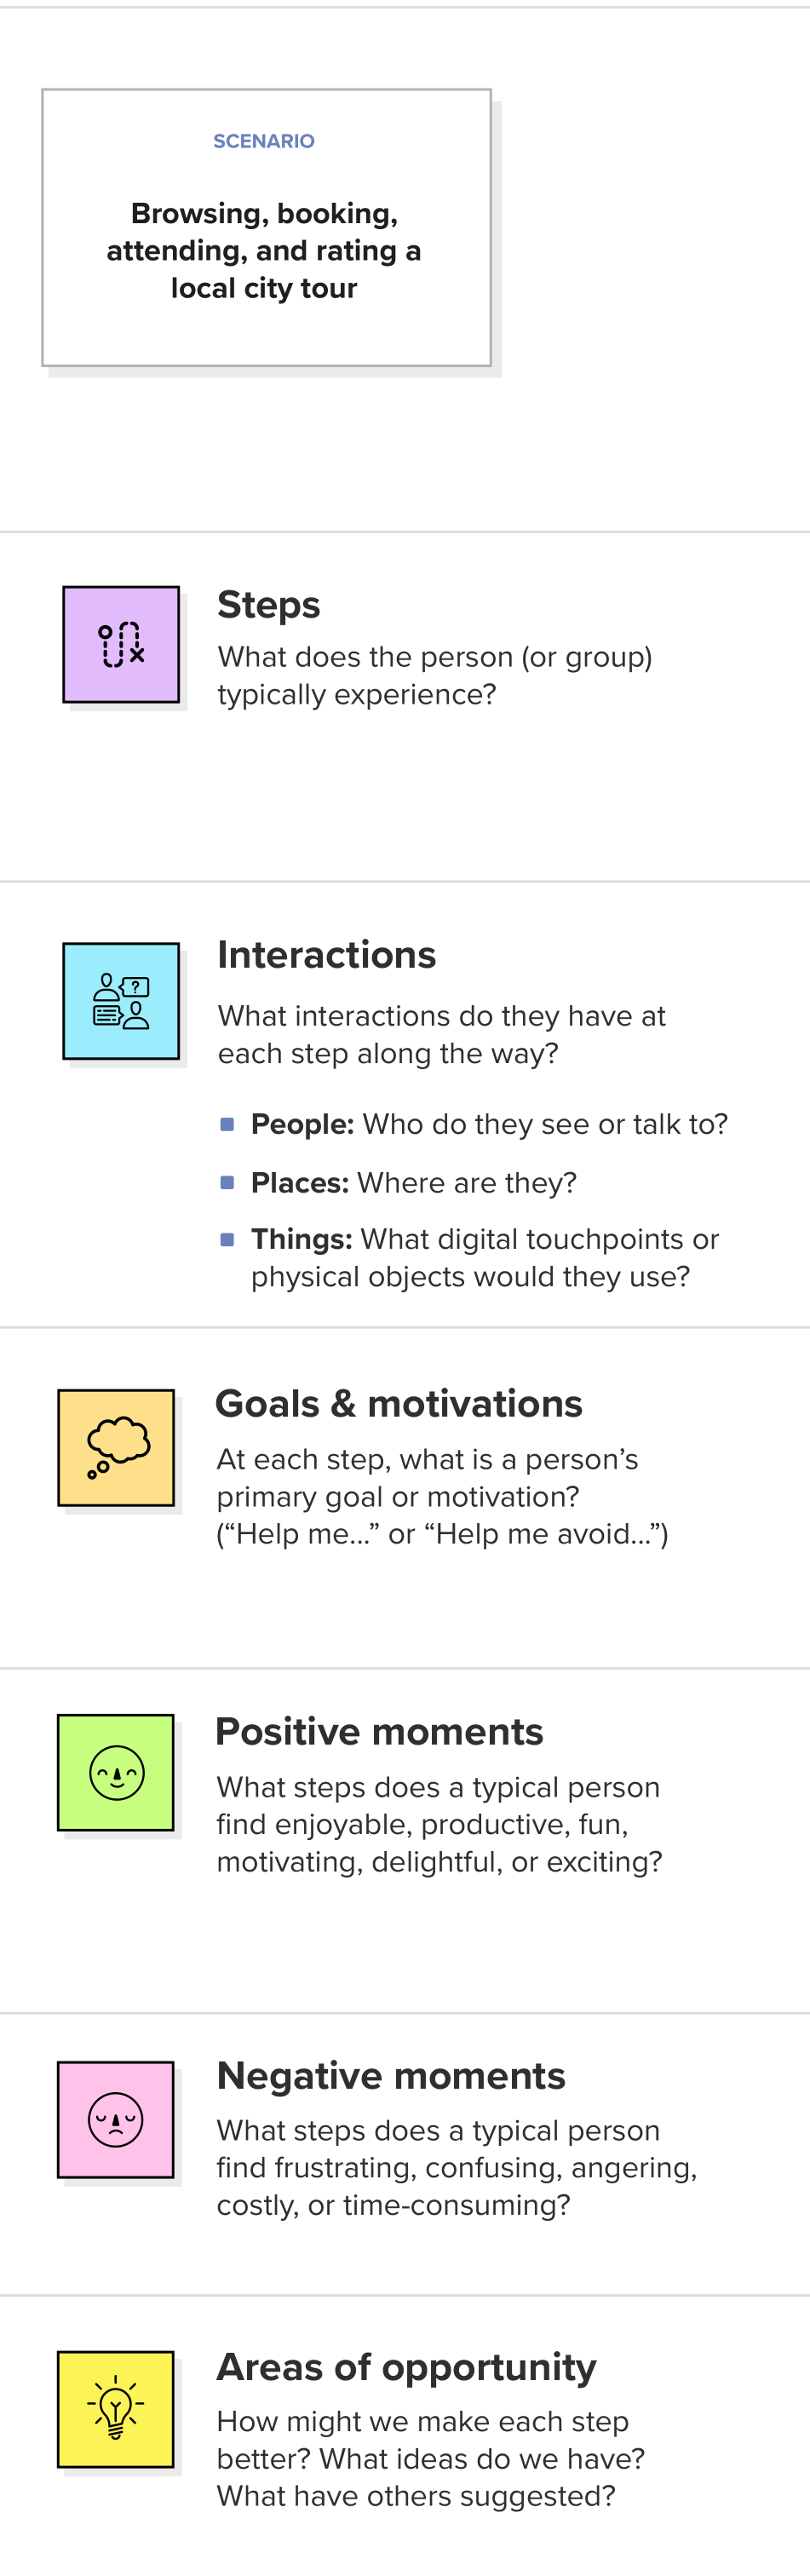 SCENARIO
Browsing, booking,
attending, and rating a
local city tour
Steps
What does the person (or group)
typically experience?
Interactions
What interactions do they have at
each step along the way?
People: Who do they see or talk to?
Places: Where are they?
Things: What digital touchpoints or
physical objects would they use?
Goals & motivations
At each step, what is a person’s
primary goal or motivation?
(“Help me...” or “Help me avoid...”)
Positive moments
What steps does a typical person
find enjoyable, productive, fun,
motivating, delightful, or exciting?
Negative moments
What steps does a typical person
find frustrating, confusing, angering,
costly, or time-consuming?
Areas of opportunity
How might we make each step
better? What ideas do we have?
What have others suggested?